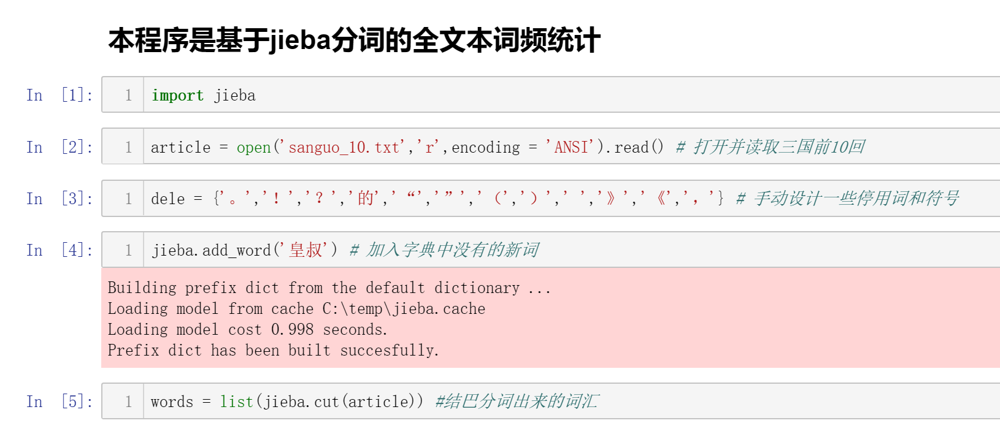 本程序是基于jieba分词的全文本词频统计
In [1]: 1 import jieba
In [2]: 1 article = open('sanguo_10.txt','r',encoding = 'ANSI').read() # 打开并读取三国前10回
In [3]: 1 dele = {'。','！','？','的','“','”','（','）',' ','》','《','，'} # 手动设计一些停用词和符号
In [4]: 1 jieba.add_word('皇叔') # 加入字典中没有的新词
Building prefix dict from the default dictionary ...
Loading model from cache C:\temp\jieba.cache
Loading model cost 0.998 seconds.
Prefix dict has been built succesfully.
In [5]: 1 words = list(jieba.cut(article)) #结巴分词出来的词汇